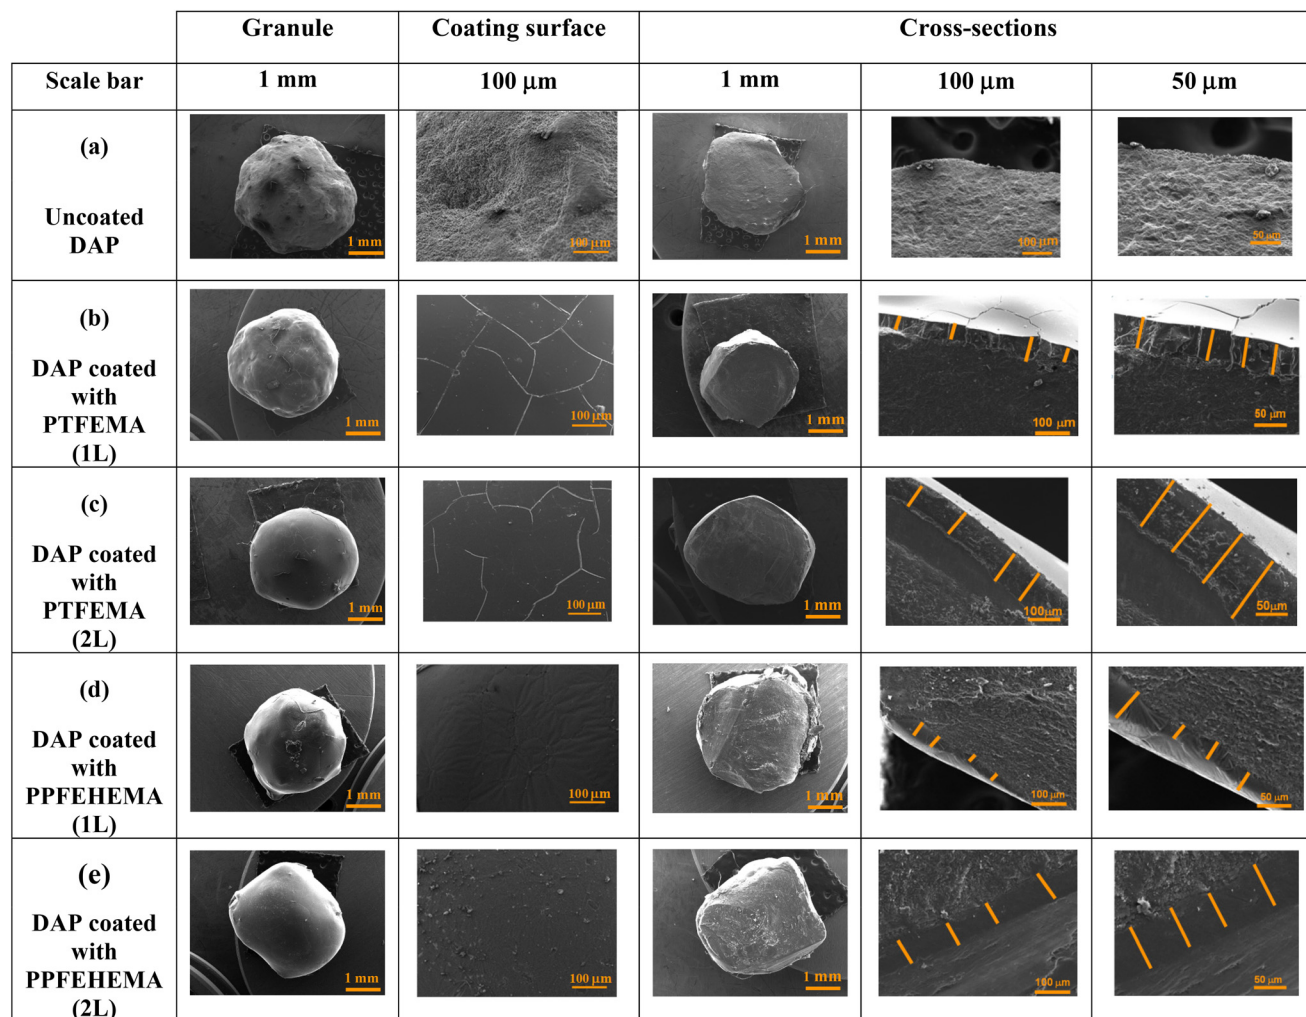 Granule Coating surface Cross-sections
Scale bar 1 mm 100 µm 1 mm 100 µm 50 µm
(a)
Uncoated
DAP
1 mm 100 µm 1 mm 100 µm 50 µm
(b)
DAP coated
with
PTFEMA
(1L)
1 mm 100 µm 1 mm 100 µm 50 µm
(c)
DAP coated
with
PTFEMA
(2L)
1 mm 100 µm 1 mm 100µm 50µm
(d)
DAP coated
with
PPFEHEMA
(1L)
1 mm 100 µm 1 mm 100 µm 50 µm
(e)
DAP coated
with
PPFEHEMA
(2L)
1 mm 100 µm 1 mm 100 µm 50 µm